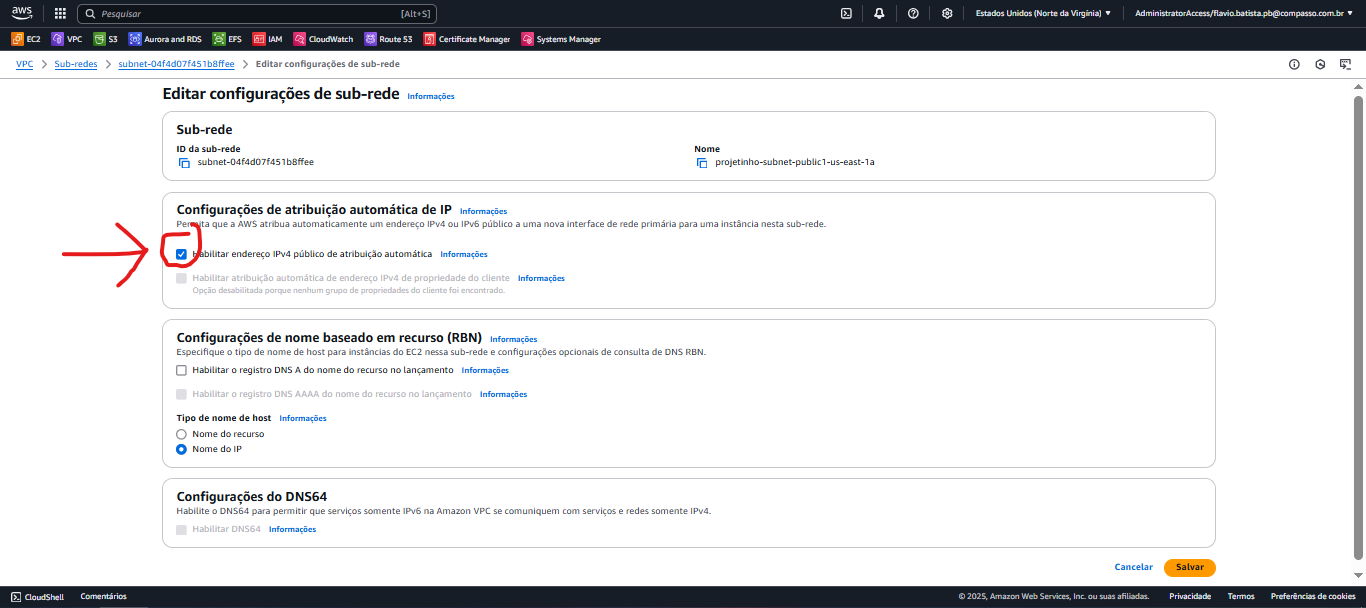 aws Pesquisar [Alt+S] Estados Unidos (Norte da Virgínia) AdministratorAccess/flavio.batista.pb@compasso.com.br
EC2 VPC S3 Aurora and RDS EFS IAM CloudWatch Route 53 Certificate Manager Systems Manager
VPC > Sub-redes > subnet-04f4d07f451b8ffee > Editar configurações de sub-rede
Editar configurações de sub-rede Informações
Sub-rede
ID da sub-rede Nome
subnet-04f4d07f451b8ffee projetinho-subnet-public1-us-east-1a
Configurações de atribuição automática de IP Informações
Permita que a AWS atribua automaticamente um endereço IPv4 ou IPv6 público a uma nova interface de rede primária para uma instância nesta sub-rede.
Habilitar endereço IPv4 público de atribuição automática Informações
Habilitar atribuição automática de endereço IPv4 de propriedade do cliente Informações
Opção desabilitada porque nenhum grupo de propriedades do cliente foi encontrado.
Configurações de nome baseado em recurso (RBN) Informações
Especifique o tipo de nome de host para instâncias do EC2 nessa sub-rede e configurações opcionais de consulta de DNS RBN.
Habilitar o registro DNS A do nome do recurso no lançamento Informações
Habilitar o registro DNS AAAA do nome do recurso no lançamento Informações
Tipo de nome de host Informações
Nome do recurso
Nome do IP
Configurações do DNS64
Habilite o DNS64 para permitir que serviços somente IPv6 na Amazon VPC se comuniquem com serviços e redes somente IPv4.
Habilitar DNS64 Informações
Cancelar Salvar
CloudShell Comentários © 2025, Amazon Web Services, Inc. ou suas afiliadas. Privacidade Termos Preferências de cookies